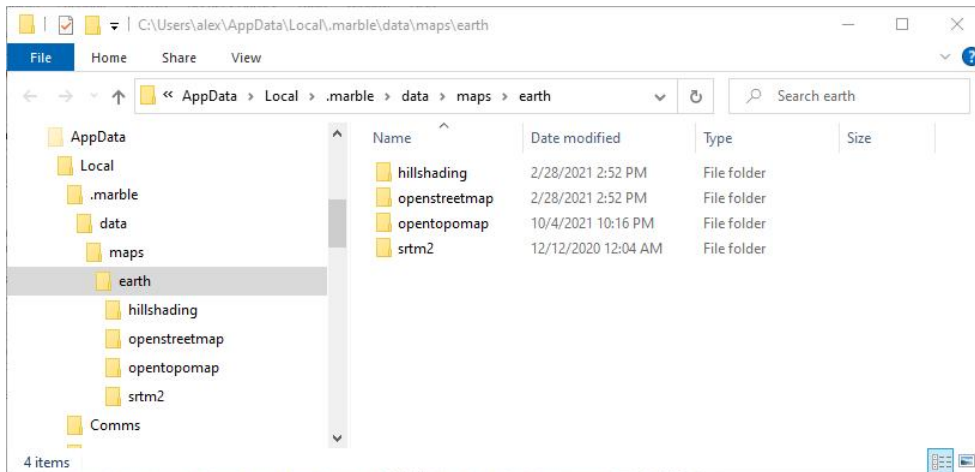 C:\Users\alex\AppData\Local\.marble\data\maps\earth
File Home Share View
« AppData > Local > .marble > data > maps > earth
Search earth
AppData
Local
.marble
data
maps
earth
hillshading
openstreetmap
opentopomap
srtm2
Comms
Name Date modified Type Size
hillshading 2/28/2021 2:52 PM File folder
openstreetmap 2/28/2021 2:52 PM File folder
opentopomap 10/4/2021 10:16 PM File folder
srtm2 12/12/2020 12:04 AM File folder
4 items